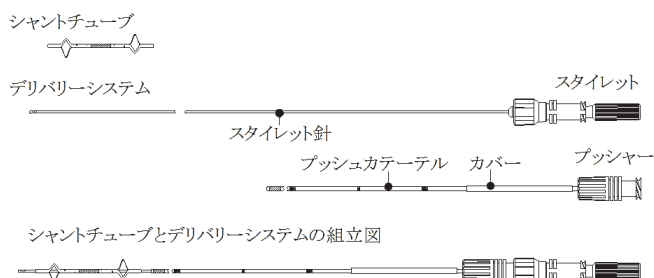 シャントチューブ
デリバリーシステム
スタイレット
スタイレット針
プッシュカテーテル
カバー
プッシャー
シャントチューブとデリバリーシステムの組立図